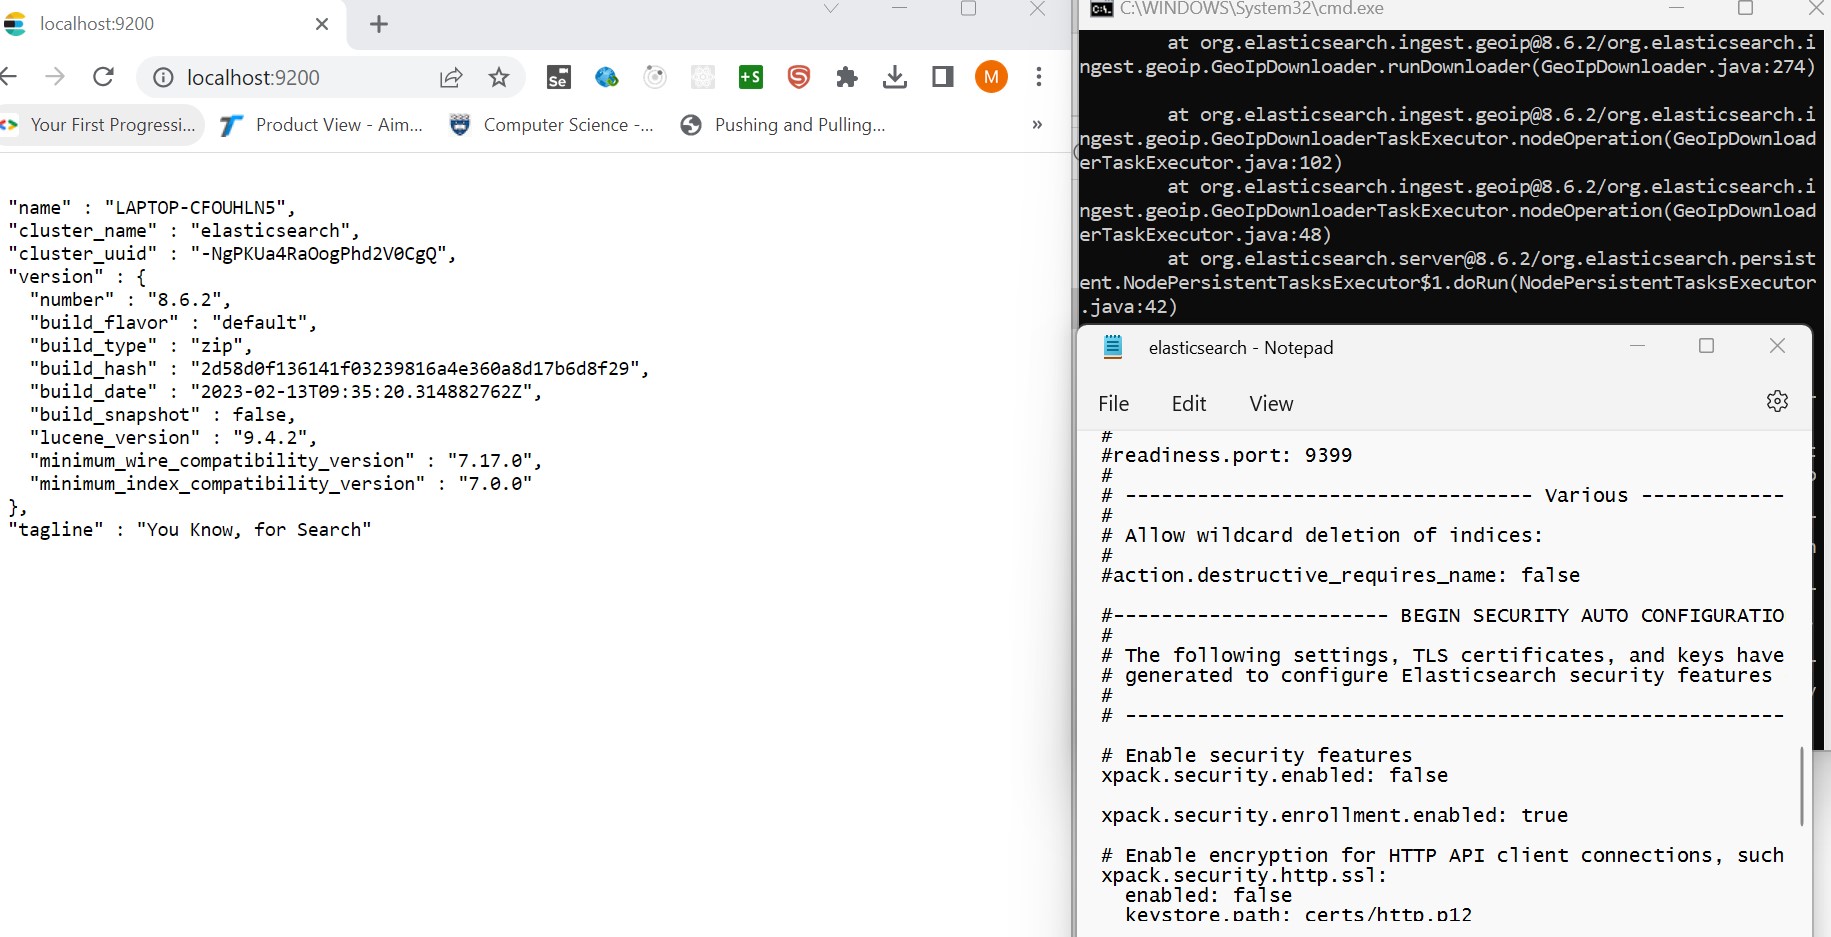 localhost:9200
localhost:9200
Se
+S
M
Your First Progressi...
Product View - Aim...
Computer Science -...
Pushing and Pulling...
»
"name" : "LAPTOP-CFOUHLN5",
"cluster_name" : "elasticsearch",
"cluster_uuid" : "-NgPKUa4RaOogPhd2V0CgQ",
"version" : {
"number" : "8.6.2",
"build_flavor" : "default",
"build_type" : "zip",
"build_hash" : "2d58d0f136141f03239816a4e360a8d17b6d8f29",
"build_date" : "2023-02-13T09:35:20.314882762Z",
"build_snapshot" : false,
"lucene_version" : "9.4.2",
"minimum_wire_compatibility_version" : "7.17.0",
"minimum_index_compatibility_version" : "7.0.0"
},
"tagline" : "You Know, for Search"
C:\WINDOWS\System32\cmd.exe
at org.elasticsearch.ingest.geoip@8.6.2/org.elasticsearch.i
ngest.geoip.GeoIpDownloader.runDownloader(GeoIpDownloader.java:274)
at org.elasticsearch.ingest.geoip@8.6.2/org.elasticsearch.i
ngest.geoip.GeoIpDownloaderTaskExecutor.nodeOperation(GeoIpDownload
erTaskExecutor.java:102)
at org.elasticsearch.ingest.geoip@8.6.2/org.elasticsearch.i
ngest.geoip.GeoIpDownloaderTaskExecutor.nodeOperation(GeoIpDownload
erTaskExecutor.java:48)
at org.elasticsearch.server@8.6.2/org.elasticsearch.persist
ent.NodePersistentTasksExecutor$1.doRun(NodePersistentTasksExecutor
.java:42)
elasticsearch - Notepad
File Edit View
#
#readiness.port: 9399
#
# ---------------------------------- Various ------------
#
# Allow wildcard deletion of indices:
#
#action.destructive_requires_name: false
#----------------------- BEGIN SECURITY AUTO CONFIGURATIO
#
# The following settings, TLS certificates, and keys have
# generated to configure Elasticsearch security features
#
# -------------------------------------------------------
# Enable security features
xpack.security.enabled: false
xpack.security.enrollment.enabled: true
# Enable encryption for HTTP API client connections, such
xpack.security.http.ssl:
enabled: false
keystore.path: certs/http.p12